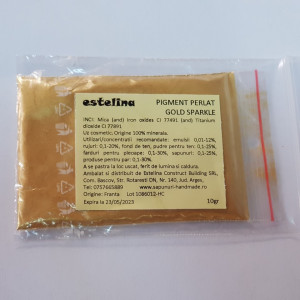 estelina
PIGMENT PERLAT
GOLD SPARKLE
INCI: Mica (and) Iron oxides CI 77491 (and) Titanium
dioxide CI 77891
Uz cosmetic, Origine 100% minerala.
Utilizari/concentratii recomandate: emulsii 0,01-12%,
rujuri: 0,1-20%, fond de ten, pudre pentru ten: 0,1-25%,
farduri pentru pleoape: 0,1-30%, sapunuri: 0,1-25%,
produse pentru par: 0,1-30%.
A se pastra la loc uscat, ferit de lumina si caldura.
Ambalat si distribuit de Estelina Construct Building SRL,
Com. Bascov, Str. Rotaresti DN, Nr. 140, Jud. Arges,
Tel: 0757665889 www.sapunuri-handmade.ro
Origine: Franta. Lot 1086012-HC
Expira la 23/05/2023
10gr